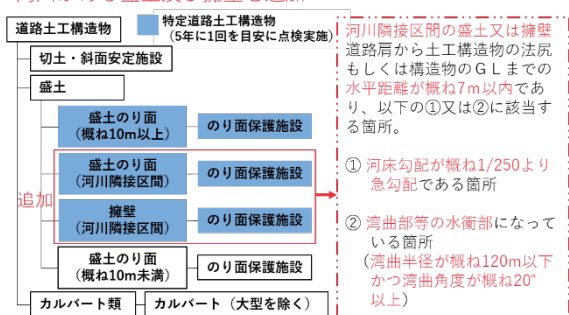 道路土工構造物
特定道路土工構造物
(5年に1回を目安に点検実施)
切土・斜面安定施設
盛土
盛土のり面
(概ね10m以上)
のり面保護施設
追加
盛土のり面
(河川隣接区間)
のり面保護施設
擁壁
(河川隣接区間)
のり面保護施設
盛土のり面
(概ね10m未満)
のり面保護施設
カルバート類
カルバート（大型を除く）
河川隣接区間の盛土又は擁壁
道路肩から土工構造物の法尻
もしくは構造物のＧＬまでの
水平距離が概ね7ｍ以内であ
り、以下の①又は②に該当す
る箇所。
① 河床勾配が概ね1/250より
急勾配である箇所
② 湾曲部等の水衝部になって
いる箇所
（湾曲半径が概ね120m以下
かつ湾曲角度が概ね20°
以上）